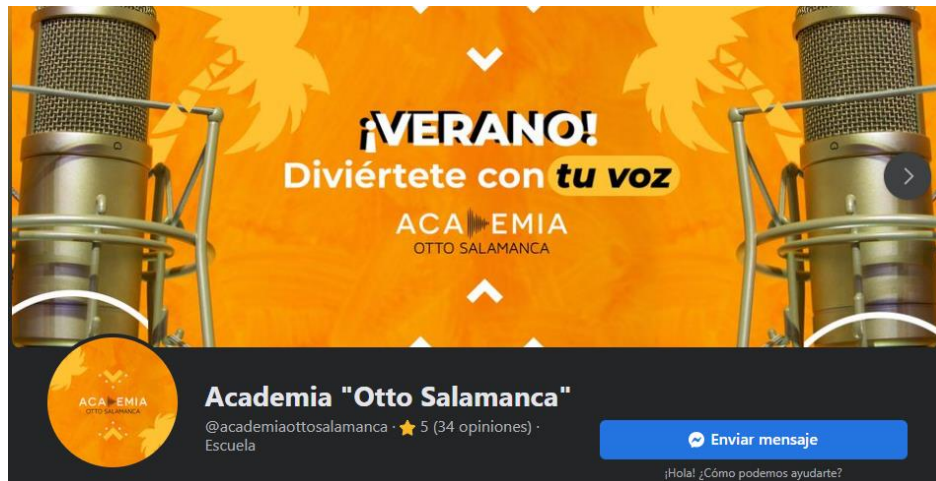 ¡VERANO!
Diviértete con tu voz
ACADEMIA
OTTO SALAMANCA
ACADEMIA
OTTO SALAMANCA
Academia "Otto Salamanca"
@academiaottosalamanca · 5 (34 opiniones) ·
Escuela
Enviar mensaje
¡Hola! ¿Cómo podemos ayudarte?